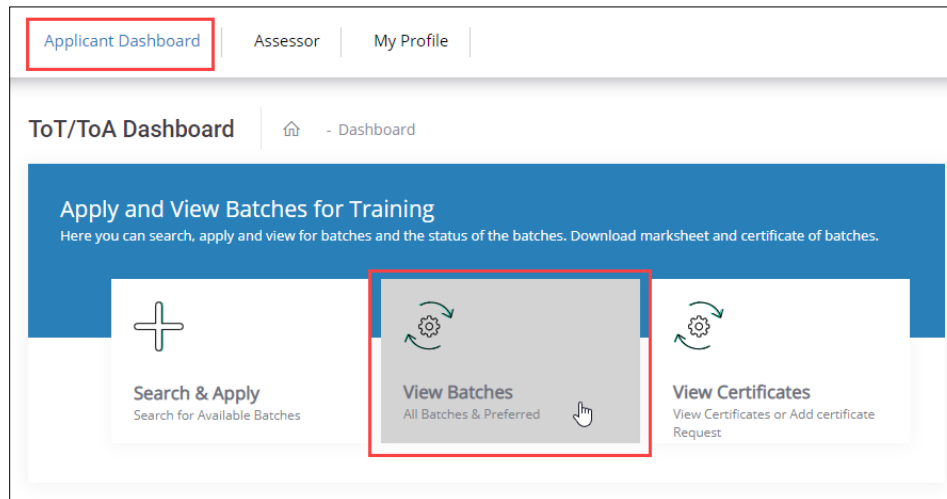 Applicant Dashboard
Assessor
My Profile
ToT/ToA Dashboard
- Dashboard
Apply and View Batches for Training
Here you can search, apply and view for batches and the status of the batches. Download marksheet and certificate of batches.
Search & Apply
Search for Available Batches
View Batches
All Batches & Preferred
View Certificates
View Certificates or Add certificate
Request